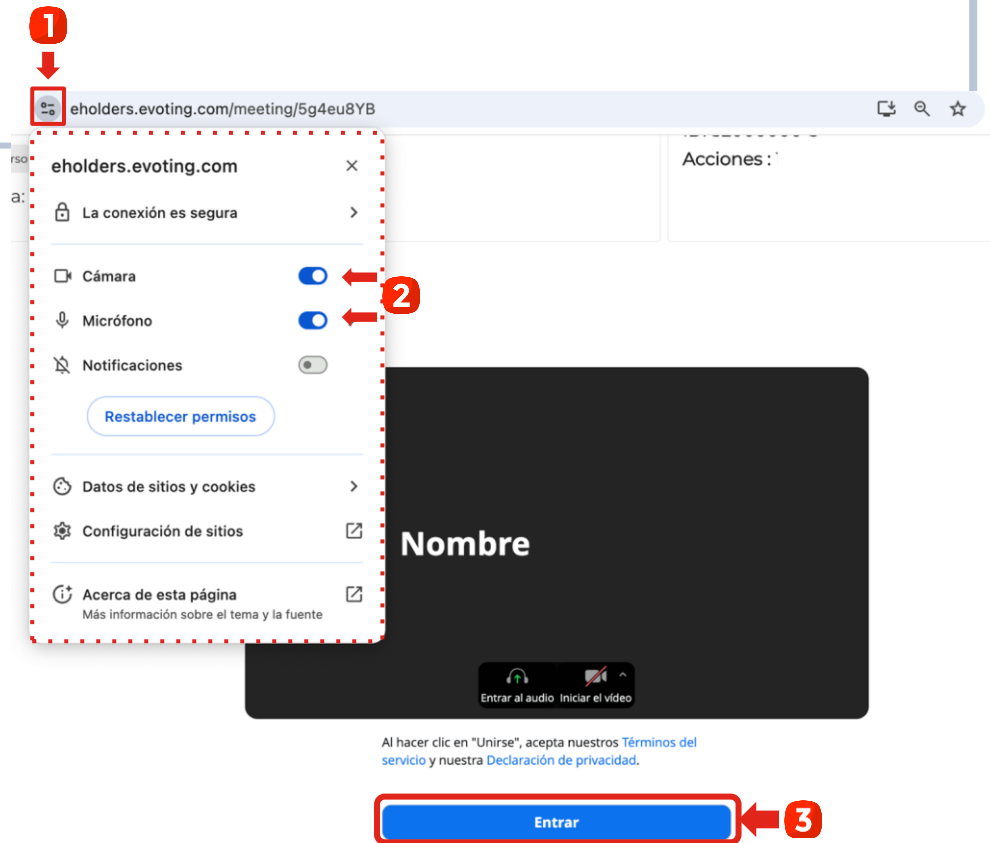 1
eholders.evoting.com/meeting/5g4eu8YB
Acciones :
a:
eholders.evoting.com
La conexión es segura
Cámara
2
Micrófono
Notificaciones
Restablecer permisos
Datos de sitios y cookies
Configuración de sitios
Acerca de esta página
Más información sobre el tema y la fuente
Nombre
Entrar al audio Iniciar el vídeo
Al hacer clic en "Unirse", acepta nuestros Términos del
servicio y nuestra Declaración de privacidad.
Entrar
3